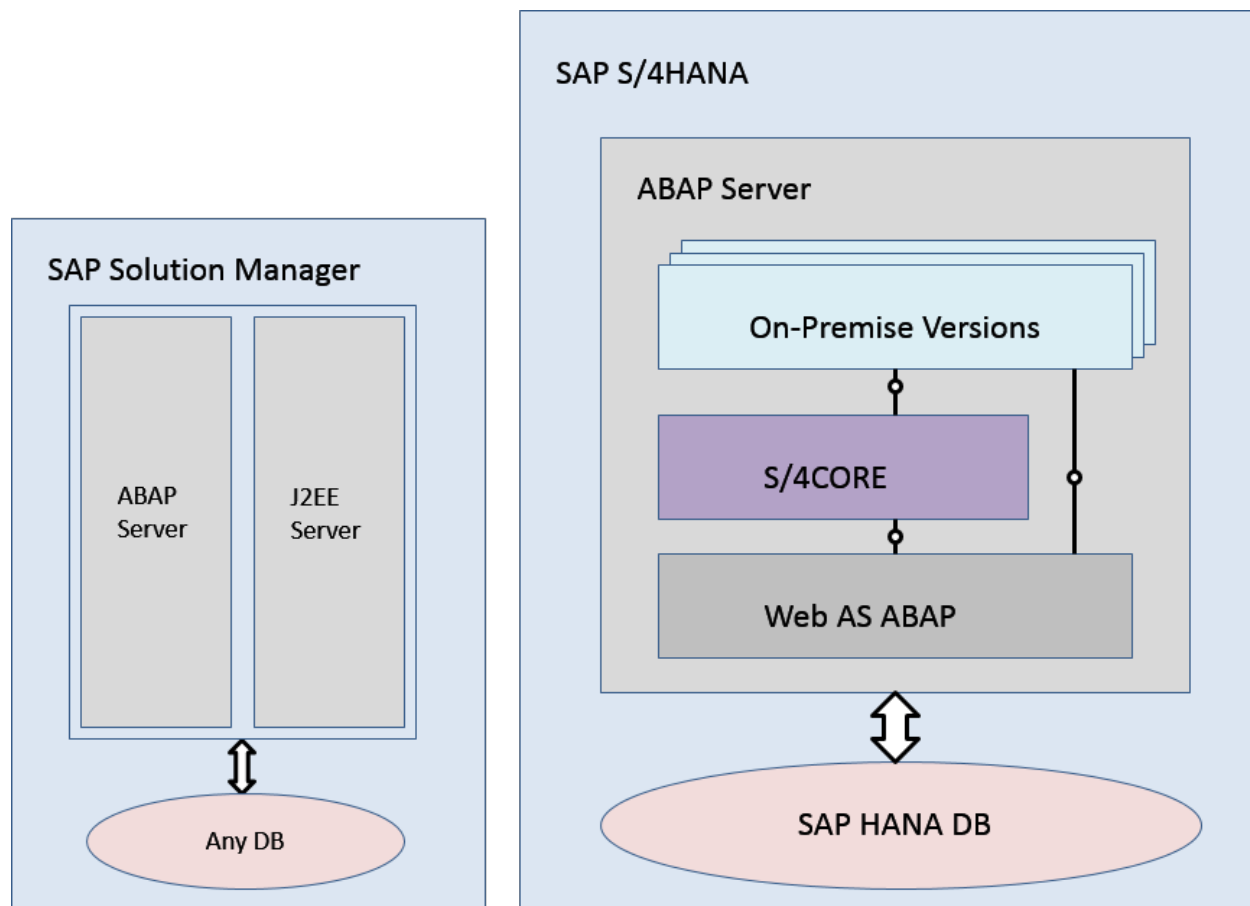 SAP Solution Manager
ABAP
Server
J2EE
Server
Any DB
SAP S/4HANA
ABAP Server
On-Premise Versions
S/4CORE
Web AS ABAP
SAP HANA DB